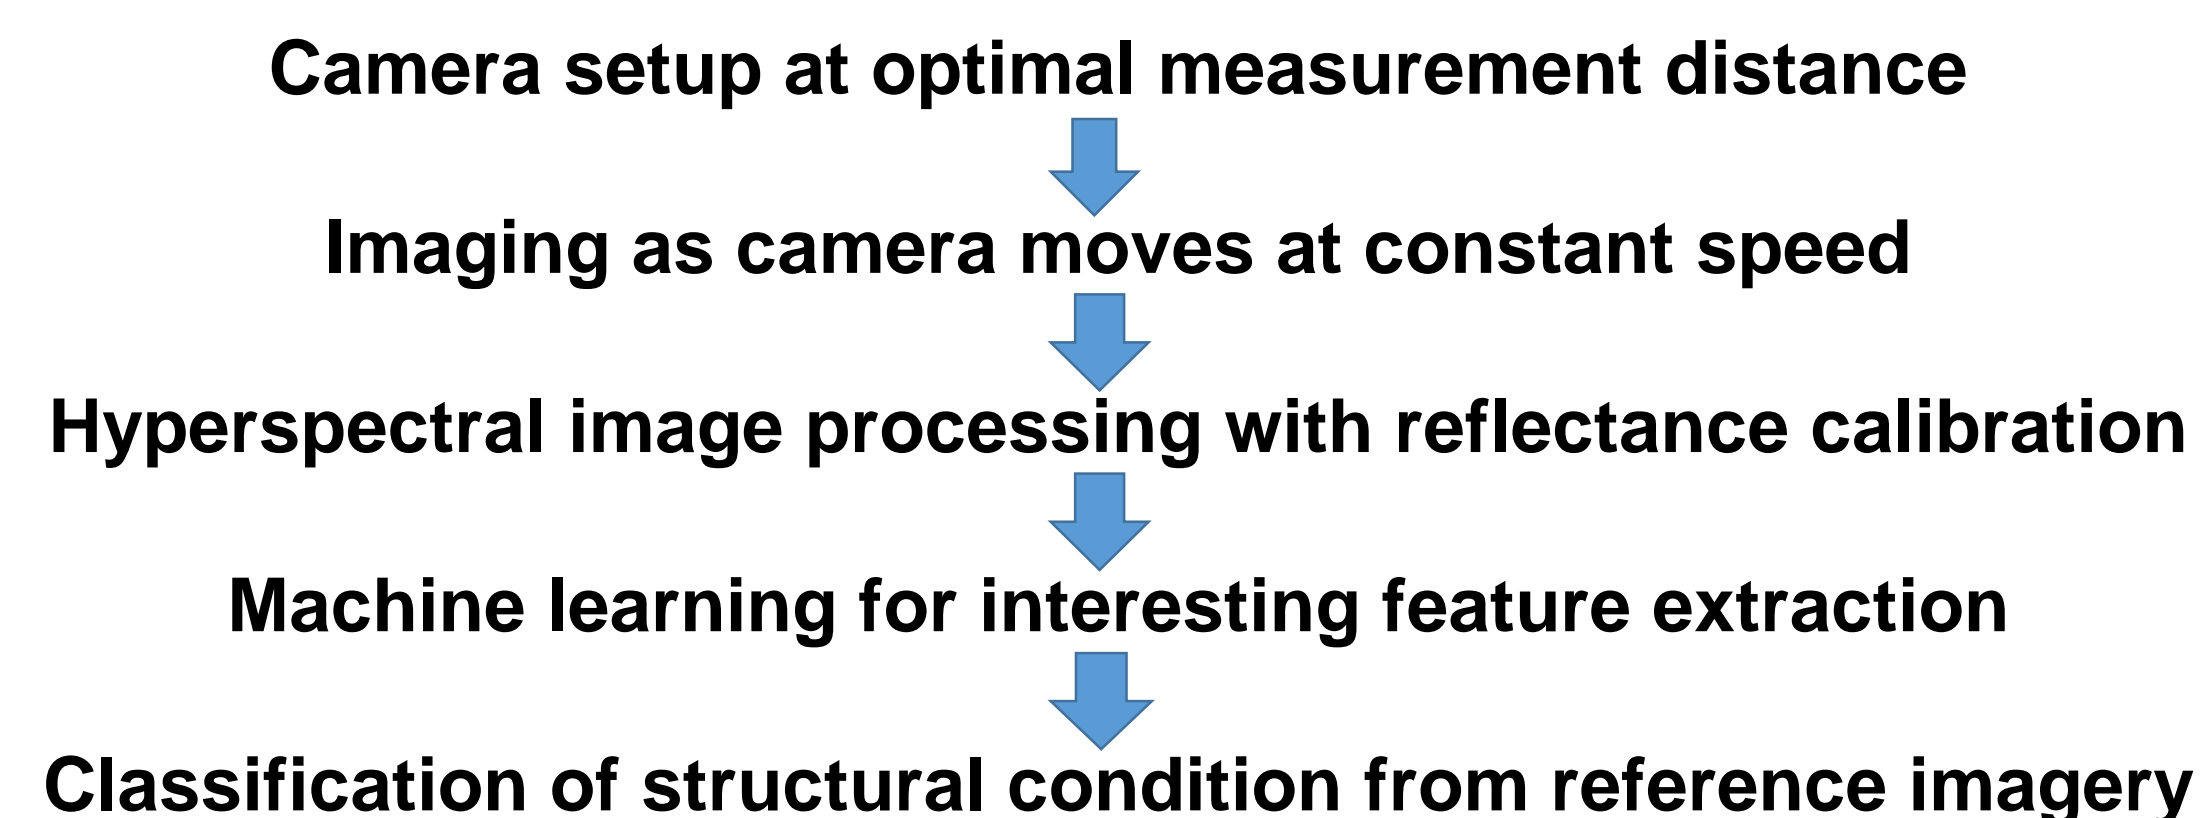 Camera setup at optimal measurement distance
Imaging as camera moves at constant speed
Hyperspectral image processing with reflectance calibration
Machine learning for interesting feature extraction
Classification of structural condition from reference imagery